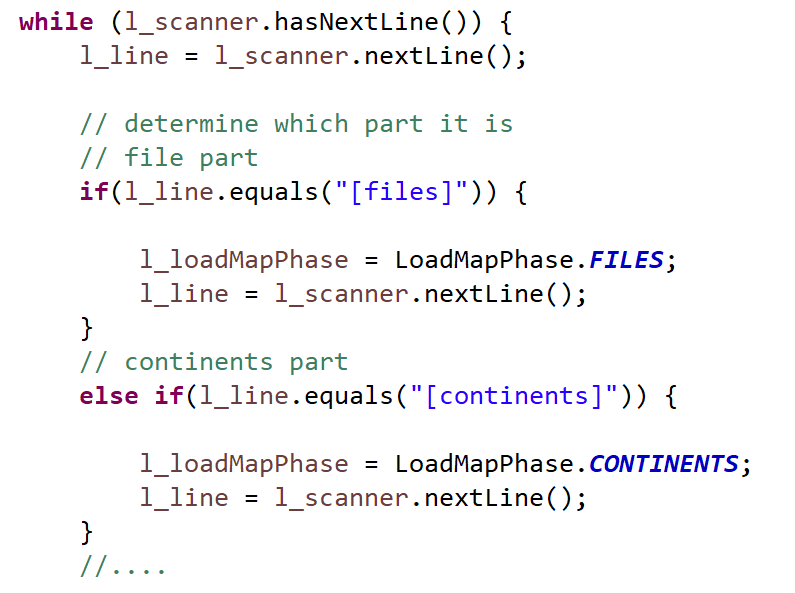 while (l_scanner.hasNextLine()) {
    l_line = l_scanner.nextLine();

    // determine which part it is
    // file part
    if(l_line.equals("[files]")) {

        l_loadMapPhase = LoadMapPhase.FILES;
        l_line = l_scanner.nextLine();
    }
    // continents part
    else if(l_line.equals("[continents]")) {

        l_loadMapPhase = LoadMapPhase.CONTINENTS;
        l_line = l_scanner.nextLine();
    }
    //....